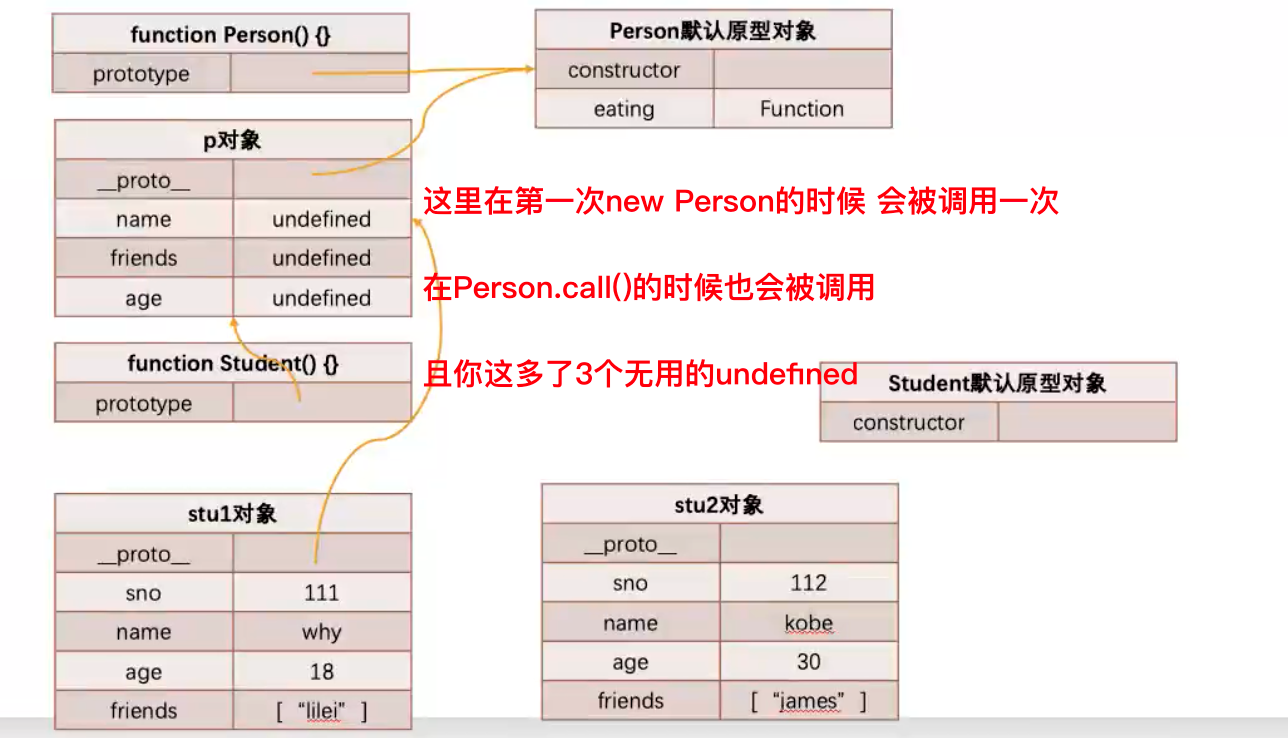 function Person() {}
prototype
Person默认原型对象
constructor
eating Function
p对象
__proto__
name undefined
friends undefined
age undefined
这里在第一次new Person的时候 会被调用一次
在Person.call()的时候也会被调用
且你这多了3个无用的undefined
function Student() {}
prototype
Student默认原型对象
constructor
stu1对象
__proto__
sno 111
name why
age 18
friends [ “lilei” ]
stu2对象
__proto__
sno 112
name kobe
age 30
friends [ “james” ]